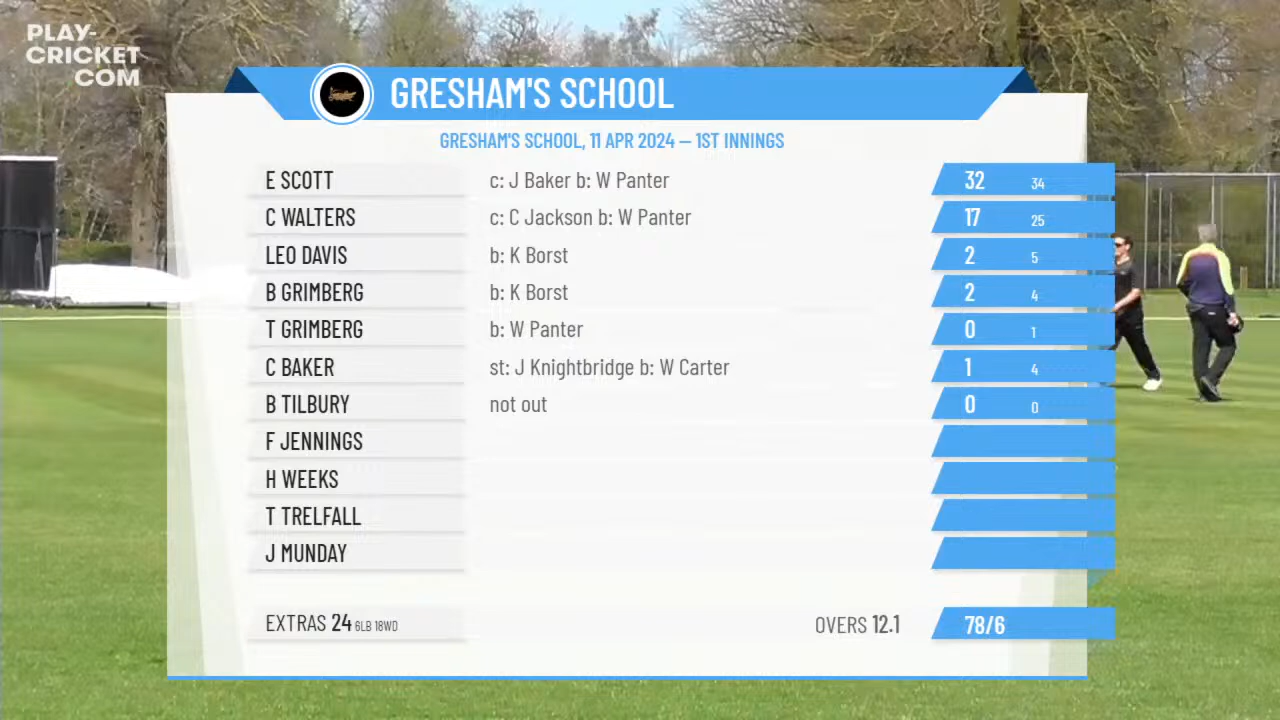 PLAY-
CRICKET
COM
GRESHAM'S SCHOOL
GRESHAM'S SCHOOL, 11 APR 2024 – 1ST INNINGS
E SCOTT c: J Baker b: W Panter 32 34
C WALTERS c: C Jackson b: W Panter 17 25
LEO DAVIS b: K Borst 2 5
B GRIMBERG b: K Borst 2 4
T GRIMBERG b: W Panter 0 1
C BAKER st: J Knightbridge b: W Carter 1 4
B TILBURY not out 0 0
F JENNINGS
H WEEKS
T TRELFALL
J MUNDAY
EXTRAS 24 6LB 18WD OVERS 12.1 78/6